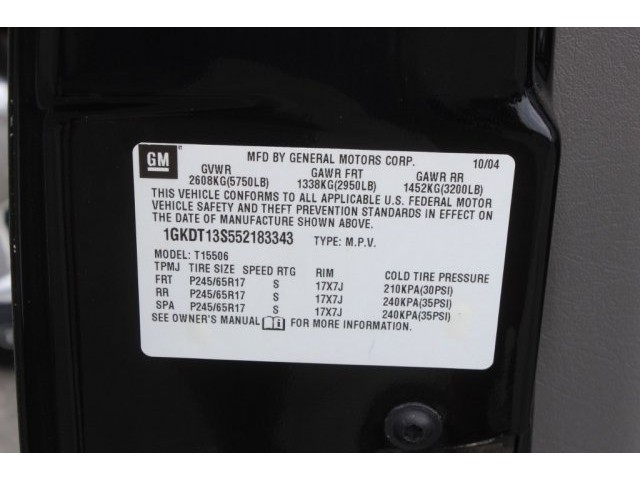 GM MFD BY GENERAL MOTORS CORP. 10/04
GVWR GAWR FRT GAWR RR
2608KG(5750LB) 1338KG(2950LB) 1452KG(3200LB)
THIS VEHICLE CONFORMS TO ALL APPLICABLE U.S. FEDERAL MOTOR
VEHICLE SAFETY AND THEFT PREVENTION STANDARDS IN EFFECT ON
THE DATE OF MANUFACTURE SHOWN ABOVE.
1GKDT13S552183343 TYPE: M.P.V.
MODEL: T15506
TPMJ TIRE SIZE SPEED RTG RIM COLD TIRE PRESSURE
FRT P245/65R17 S 17X7J 210KPA(30PSI)
RR P245/65R17 S 17X7J 240KPA(35PSI)
SPA P245/65R17 S 17X7J 240KPA(35PSI)
SEE OWNER'S MANUAL FOR MORE INFORMATION.